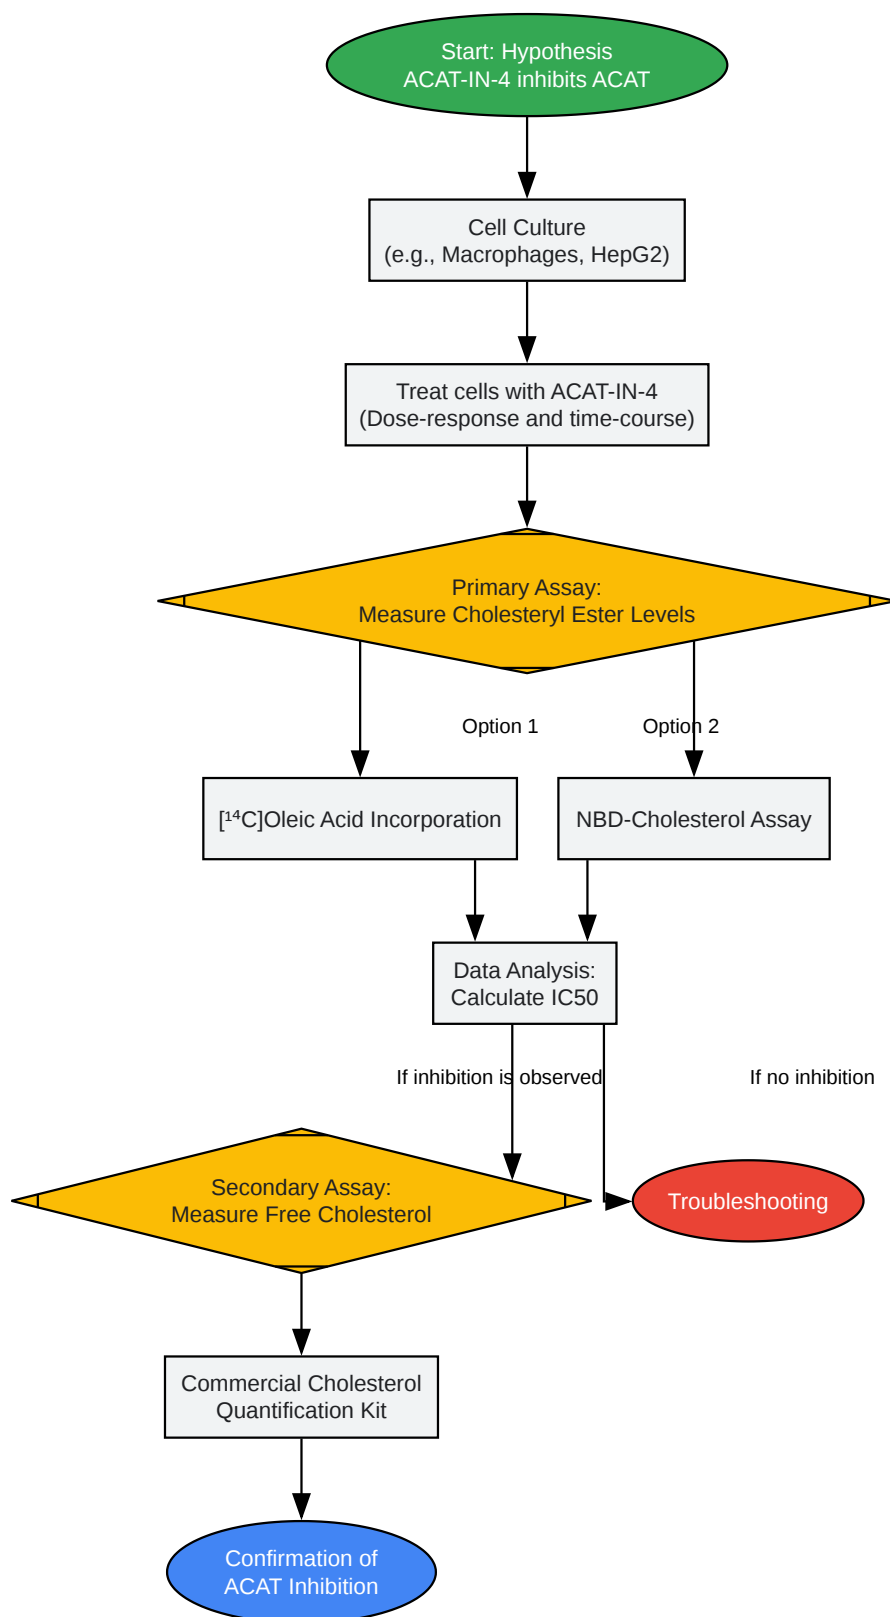 Start: Hypothesis
ACAT-IN-4 inhibits ACAT
Cell Culture
(e.g., Macrophages, HepG2)
Treat cells with ACAT-IN-4
(Dose-response and time-course)
Primary Assay:
Measure Cholesteryl Ester Levels
Option 1
Option 2
[¹⁴C]Oleic Acid Incorporation
NBD-Cholesterol Assay
Data Analysis:
Calculate IC50
If inhibition is observed
If no inhibition
Secondary Assay:
Measure Free Cholesterol
Troubleshooting
Commercial Cholesterol
Quantification Kit
Confirmation of
ACAT Inhibition